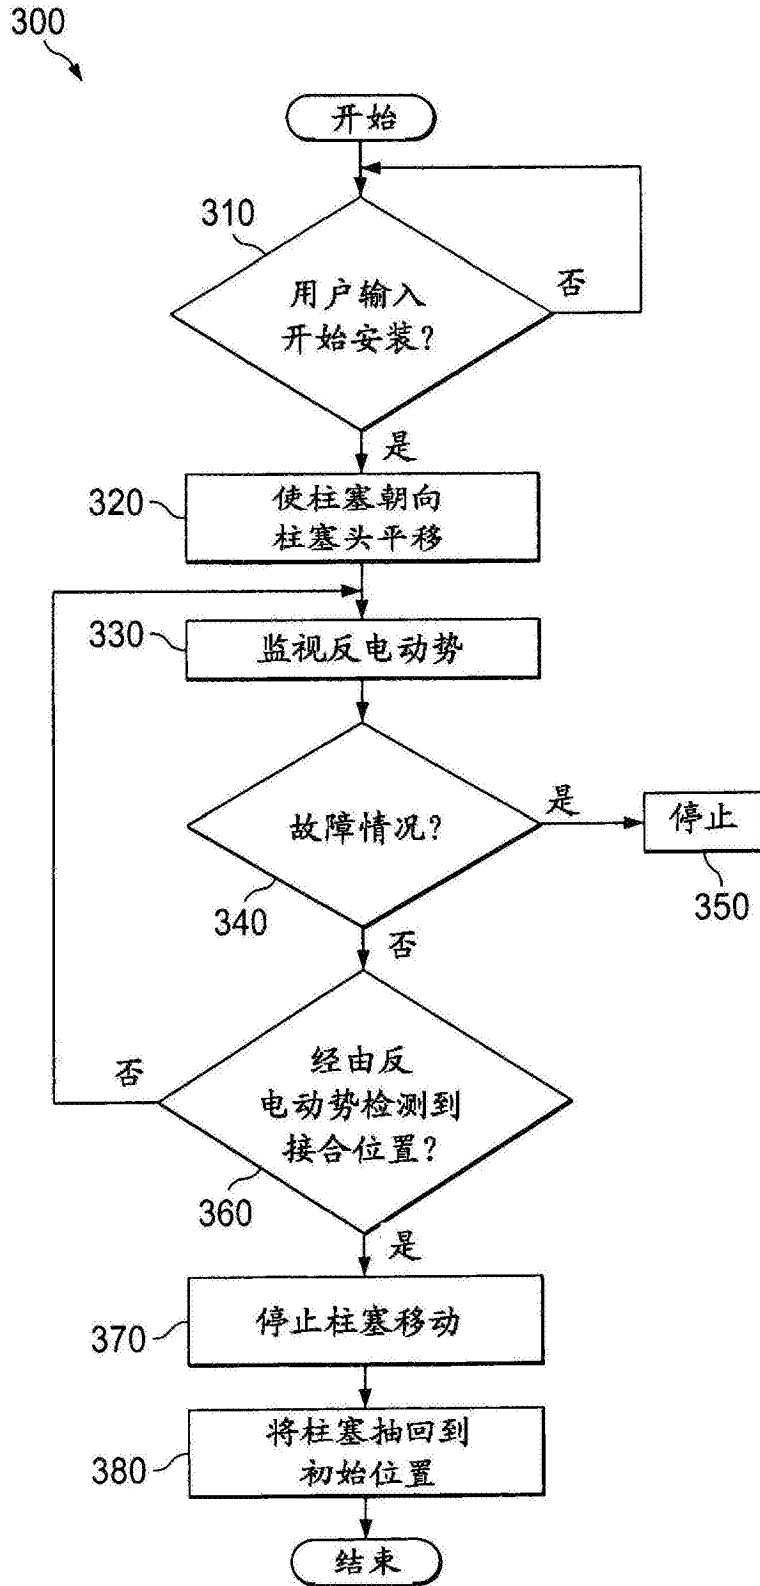 300
开始
310
用户输入
开始安装?
否
是
320
使柱塞朝向
柱塞头平移
330
监视反电动势
故障情况?
是
停止
340
350
否
经由反
电动势检测到
接合位置?
否
360
是
370
停止柱塞移动
380
将柱塞抽回到
初始位置
结束